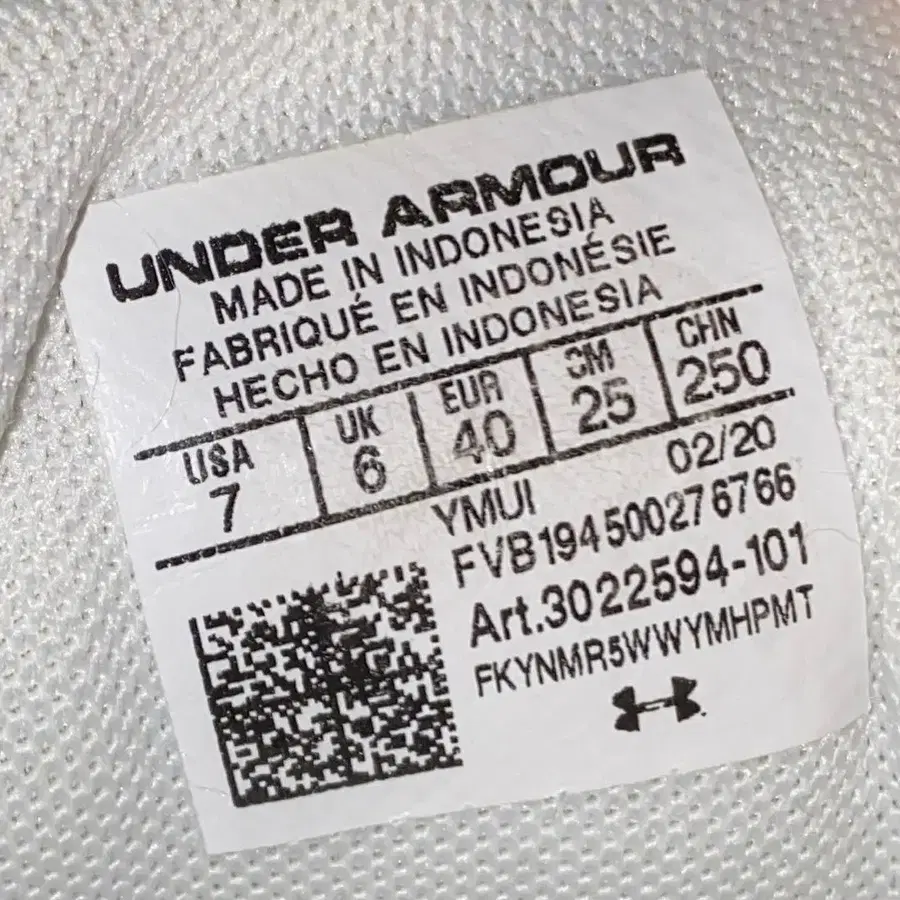 UNDER ARMOUR
MADE IN INDONESIA
FABRIQUÉ EN INDONÉSIE
HECHO EN INDONESIA
USA UK EUR CM CHN
7 6 40 25 250
YMUI 02/20
FVB194500276766
Art.3022594-101
FKYNMR5WWYMHPMT